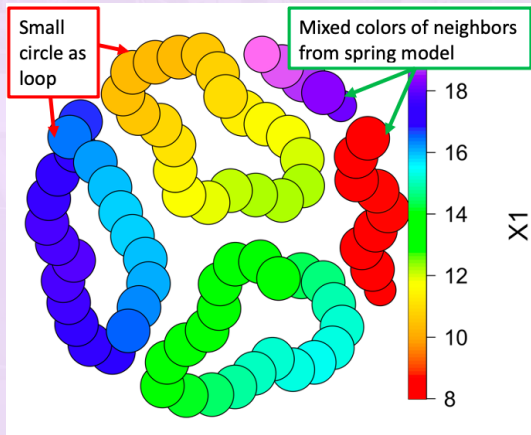 Small
circle as
loop
Mixed colors of neighbors
from spring model
18
16
14
12
10
8
X1